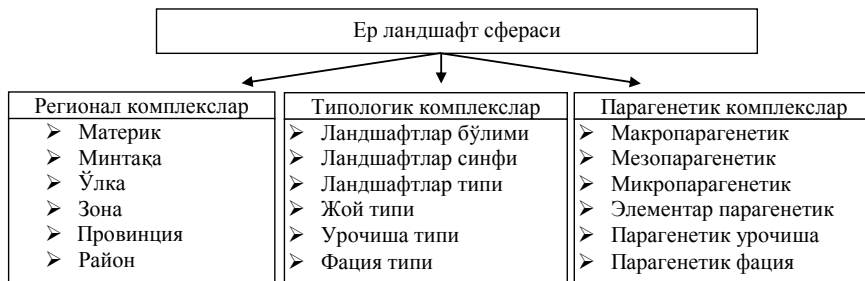 Ер ландшафт сфераси
Регионал комплекслар
Материк
Минтақа
Ўлка
Зона
Провинция
Район
Типологик комплекслар
Ландшафтлар бўлими
Ландшафтлар синфи
Ландшафтлар типи
Жой типи
Урочиша типи
Фация типи
Парагенетик комплекслар
Макропарагенетик
Мезопарагенетик
Микропарагенетик
Элементар парагенетик
Парагенетик урочиша
Парагенетик фация